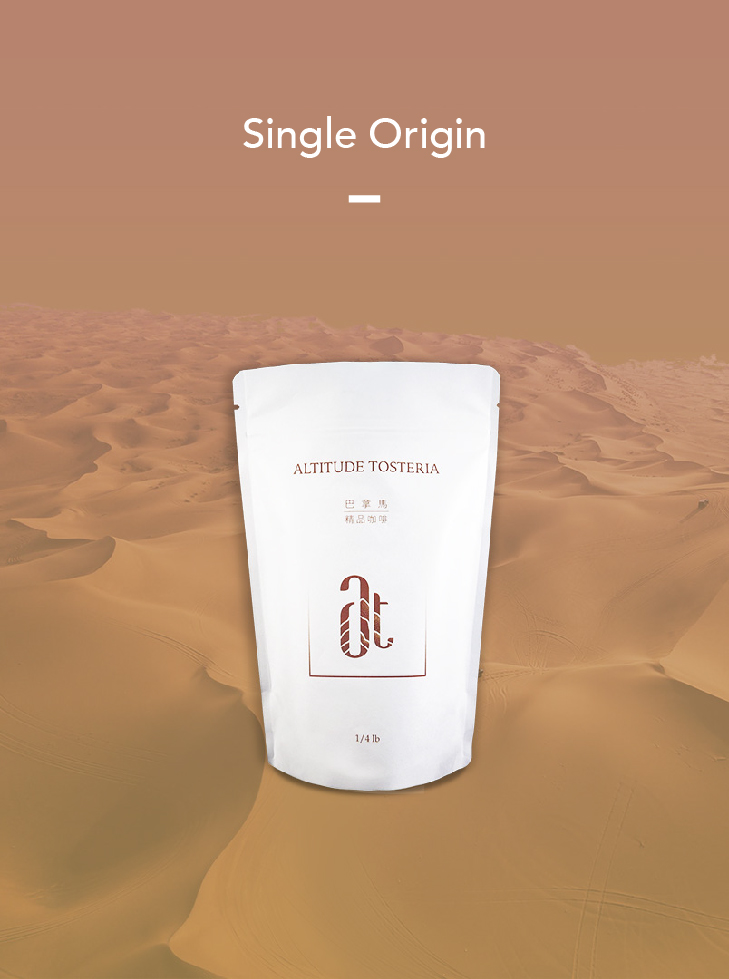 Single Origin
ALTITUDE TOSTERIA
巴拿馬
精品咖啡
at
1/4 lb